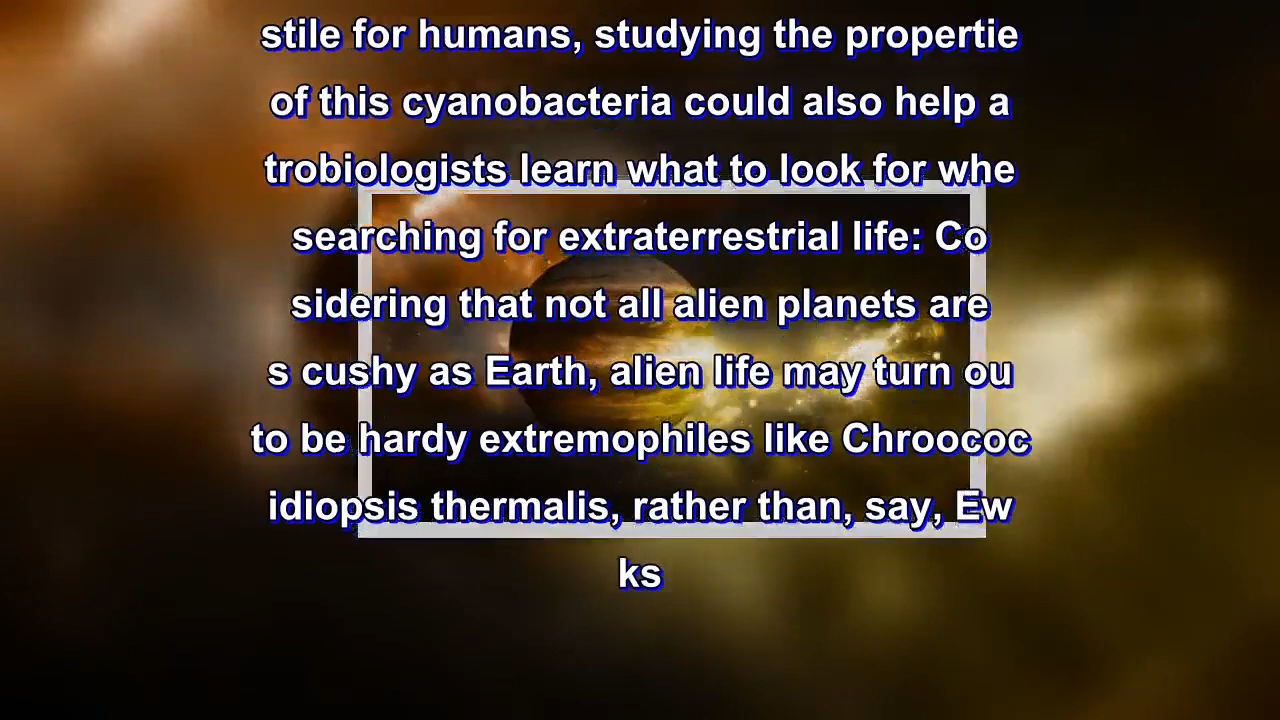 stile for humans, studying the propertie
of this cyanobacteria could also help a
trobiologists learn what to look for whe
searching for extraterrestrial life: Co
sidering that not all alien planets are
s cushy as Earth, alien life may turn ou
to be hardy extremophiles like Chroococ
idiopsis thermalis, rather than, say, Ew
ks